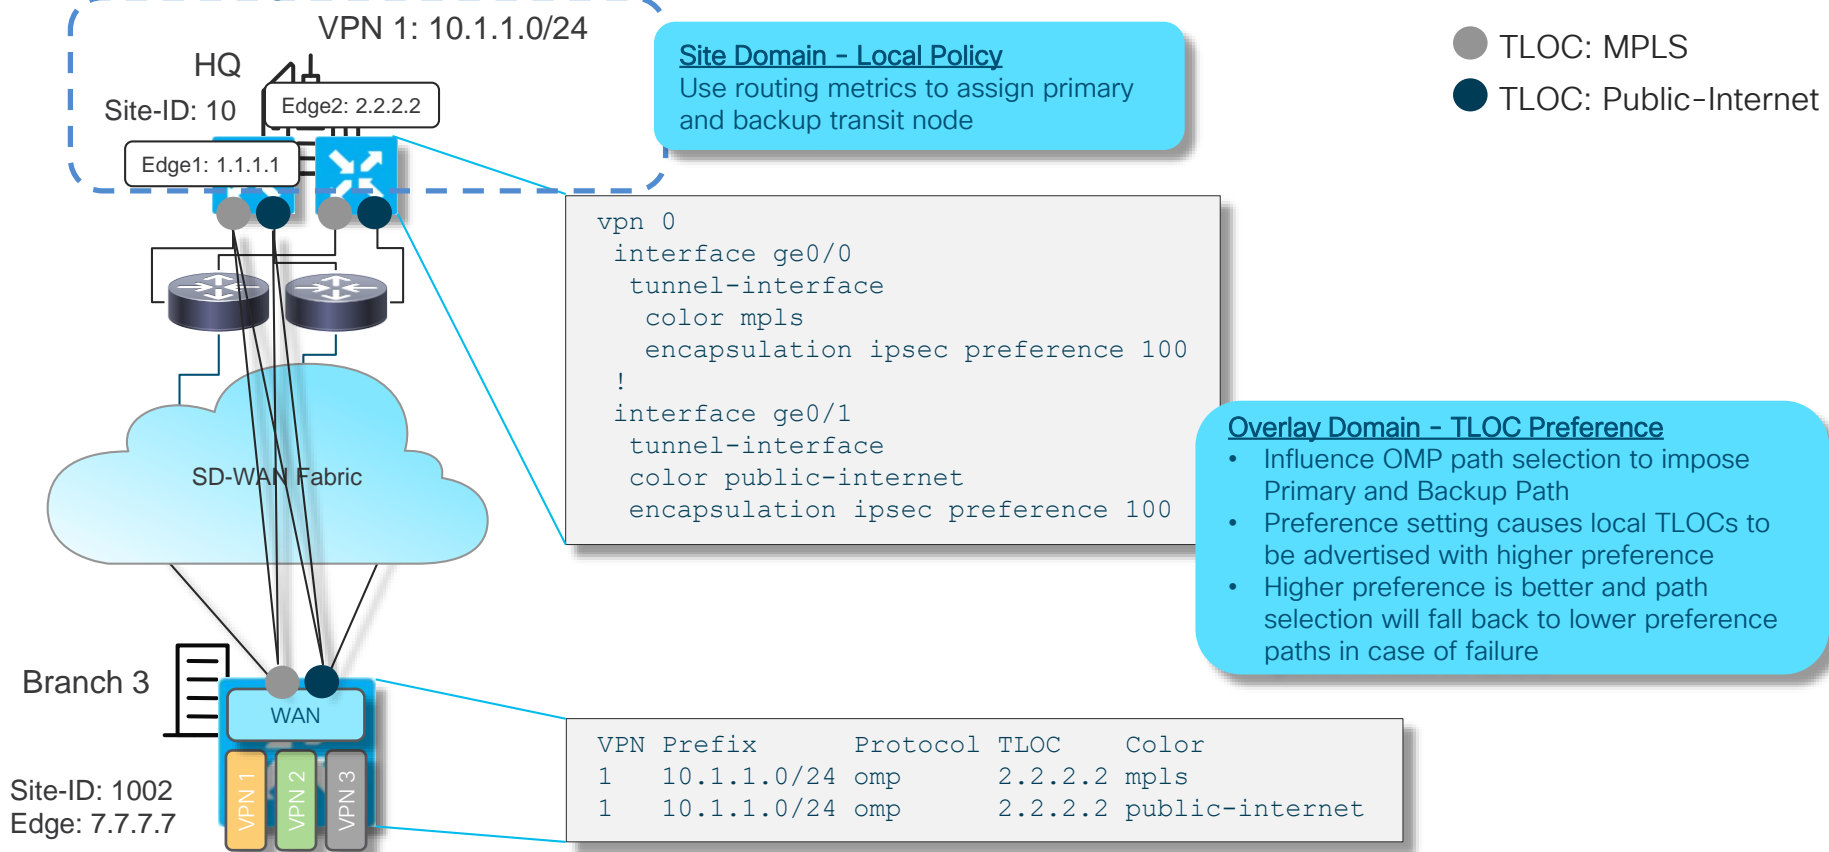 VPN 1: 10.1.1.0/24
HQ
Site-ID: 10
Edge2: 2.2.2.2
Edge1: 1.1.1.1
Site Domain - Local Policy
Use routing metrics to assign primary
and backup transit node
TLOC: MPLS
TLOC: Public-Internet
vpn 0
interface ge0/0
tunnel-interface
color mpls
encapsulation ipsec preference 100
!
interface ge0/1
tunnel-interface
color public-internet
encapsulation ipsec preference 100
Overlay Domain - TLOC Preference
• Influence OMP path selection to impose
Primary and Backup Path
• Preference setting causes local TLOCs to
be advertised with higher preference
• Higher preference is better and path
selection will fall back to lower preference
paths in case of failure
SD-WAN Fabric
Branch 3
WAN
VPN 1
VPN 2
VPN 3
Site-ID: 1002
Edge: 7.7.7.7
VPN Prefix Protocol TLOC Color
1 10.1.1.0/24 omp 2.2.2.2 mpls
1 10.1.1.0/24 omp 2.2.2.2 public-internet